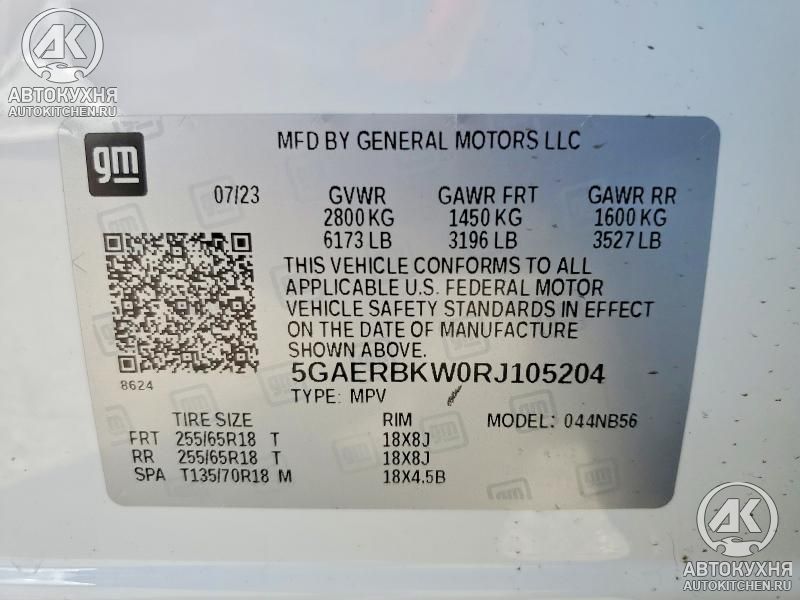 AK
АВТОКУХНЯ
AUTOKITCHEN.RU
gm
MFD BY GENERAL MOTORS LLC
07/23 GVWR GAWR FRT GAWR RR
2800 KG 1450 KG 1600 KG
6173 LB 3196 LB 3527 LB
THIS VEHICLE CONFORMS TO ALL
APPLICABLE U.S. FEDERAL MOTOR
VEHICLE SAFETY STANDARDS IN EFFECT
ON THE DATE OF MANUFACTURE
SHOWN ABOVE.
8624
5GAERBKW0RJ105204
TYPE: MPV
TIRE SIZE RIM MODEL: 044NB56
FRT 255/65R18 T 18X8J
RR 255/65R18 T 18X8J
SPA T135/70R18 M 18X4.5B
gm
AK
АВТОКУХНЯ
AUTOKITCHEN.RU